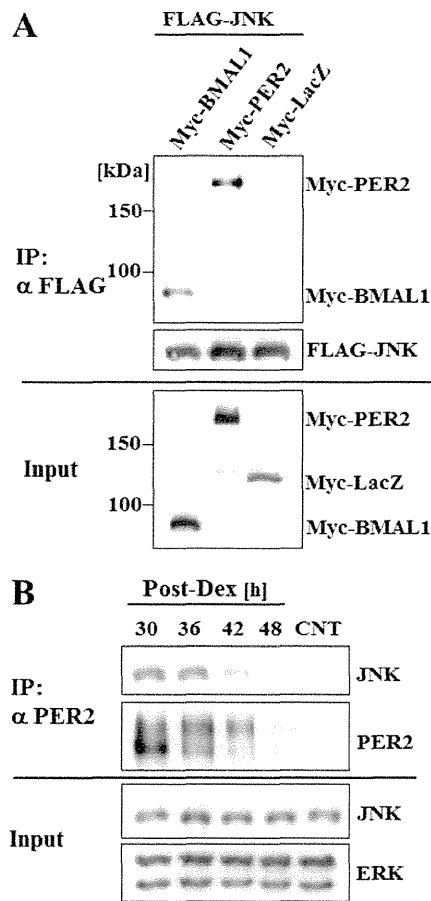 A
FLAG-JNK
Myc-BMAL1
Myc-PER2
Myc-LacZ
[kDa]
Myc-PER2
150
IP:
α FLAG
100
Myc-BMAL1
FLAG-JNK
Input
Myc-PER2
150
Myc-LacZ
100
Myc-BMAL1
B
Post-Dex [h]
30 36 42 48 CNT
IP:
α PER2
JNK
PER2
Input
JNK
ERK